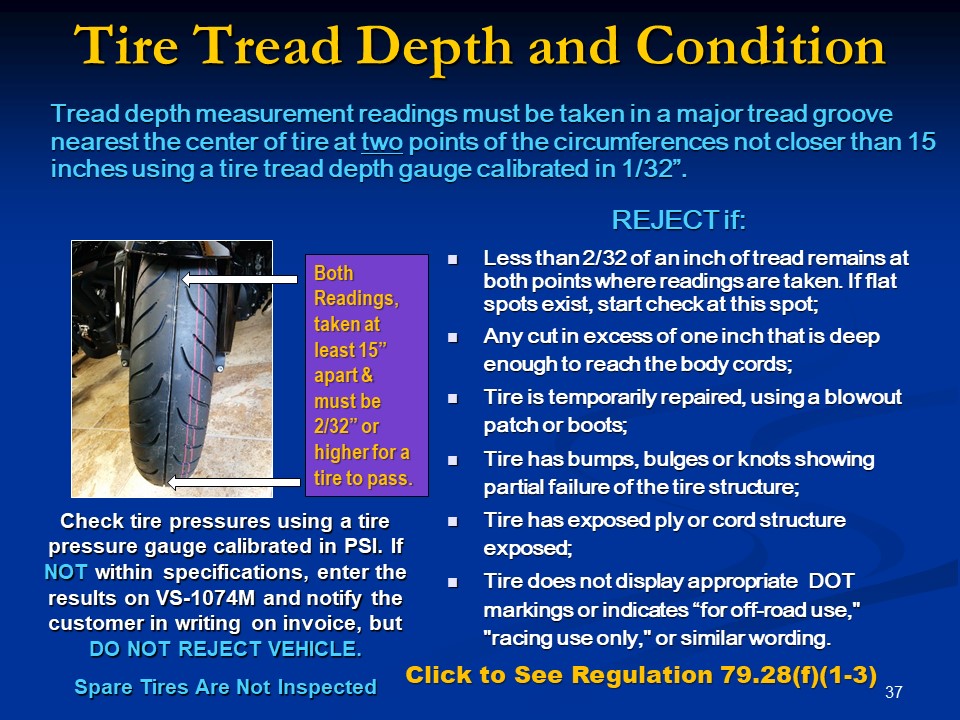 Tire Tread Depth and Condition
Tread depth measurement readings must be taken in a major tread groove
nearest the center of tire at two points of the circumferences not closer than 15
inches using a tire tread depth gauge calibrated in 1/32”.
Both
Readings,
taken at
least 15”
apart &
must be
2/32” or
higher for a
tire to pass.
Check tire pressures using a tire
pressure gauge calibrated in PSI. If
NOT within specifications, enter the
results on VS-1074M and notify the
customer in writing on invoice, but
DO NOT REJECT VEHICLE.
Spare Tires Are Not Inspected
REJECT if:
Less than 2/32 of an inch of tread remains at
both points where readings are taken. If flat
spots exist, start check at this spot;
Any cut in excess of one inch that is deep
enough to reach the body cords;
Tire is temporarily repaired, using a blowout
patch or boots;
Tire has bumps, bulges or knots showing
partial failure of the tire structure;
Tire has exposed ply or cord structure
exposed;
Tire does not display appropriate DOT
markings or indicates “for off-road use,"
"racing use only," or similar wording.
Click to See Regulation 79.28(f)(1-3)
37